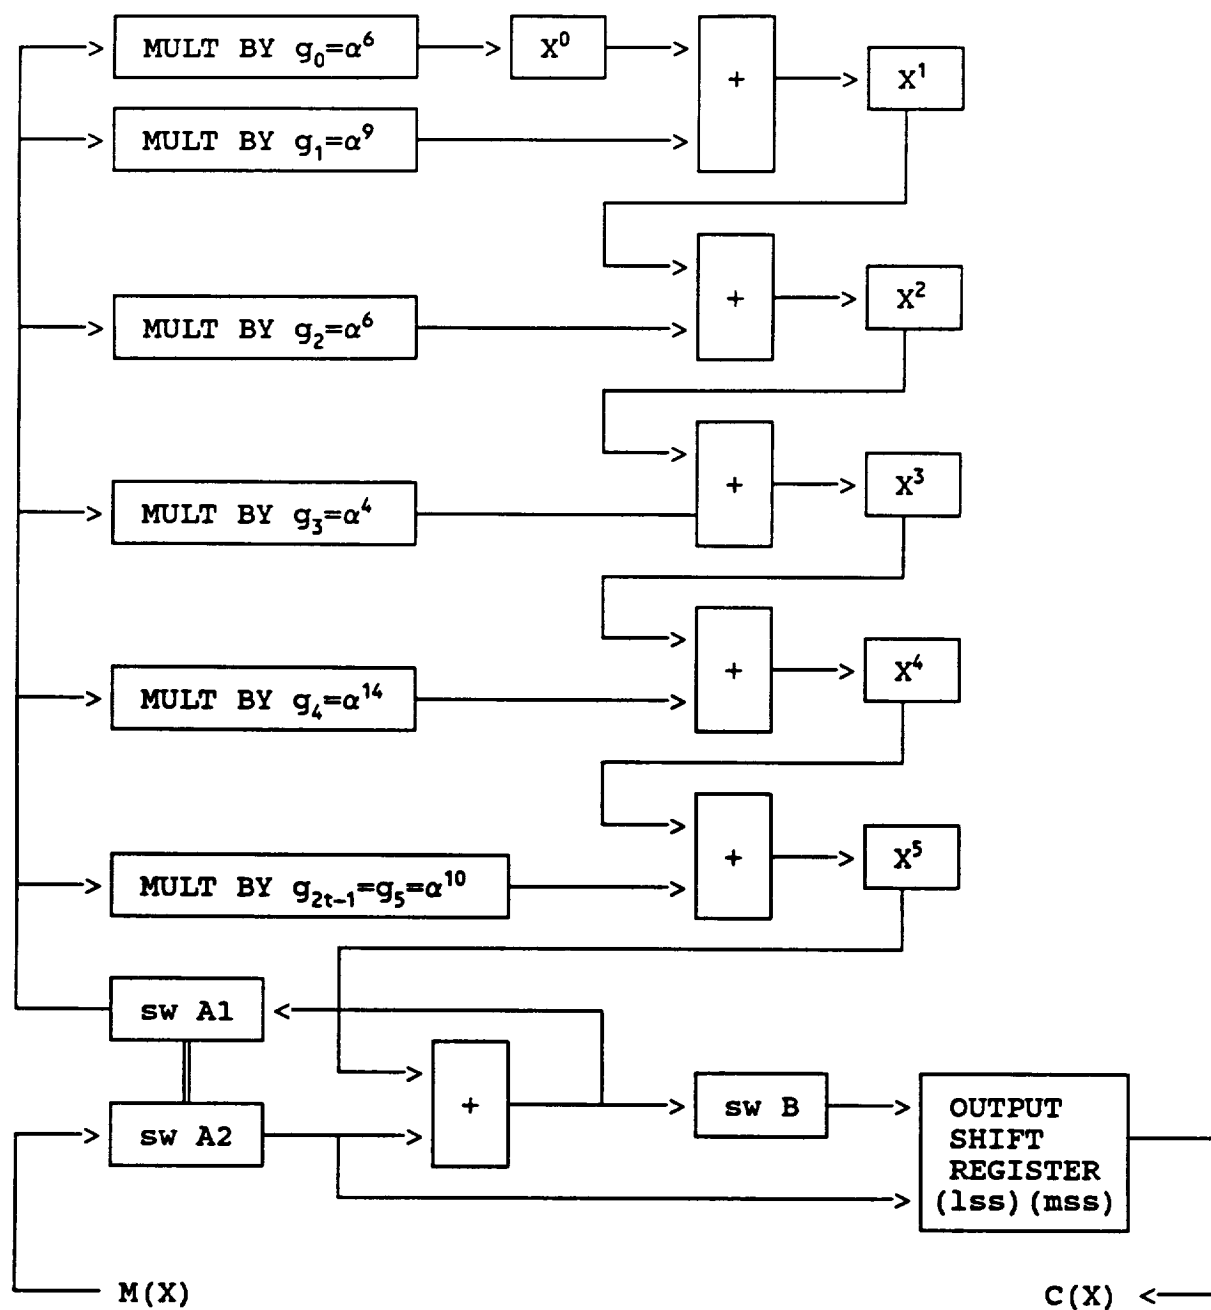 MULT BY g₀=α⁶ X⁰
+ X¹
MULT BY g₁=α⁹
+ X²
MULT BY g₂=α⁶
+ X³
MULT BY g₃=α⁴
+ X⁴
MULT BY g₄=α¹⁴
+ X⁵
MULT BY g₂ₜ₋₁=g₅=α¹⁰
sw A1
+
sw B
sw A2
OUTPUT
SHIFT
REGISTER
(lss)(mss)
M(X)
C(X)